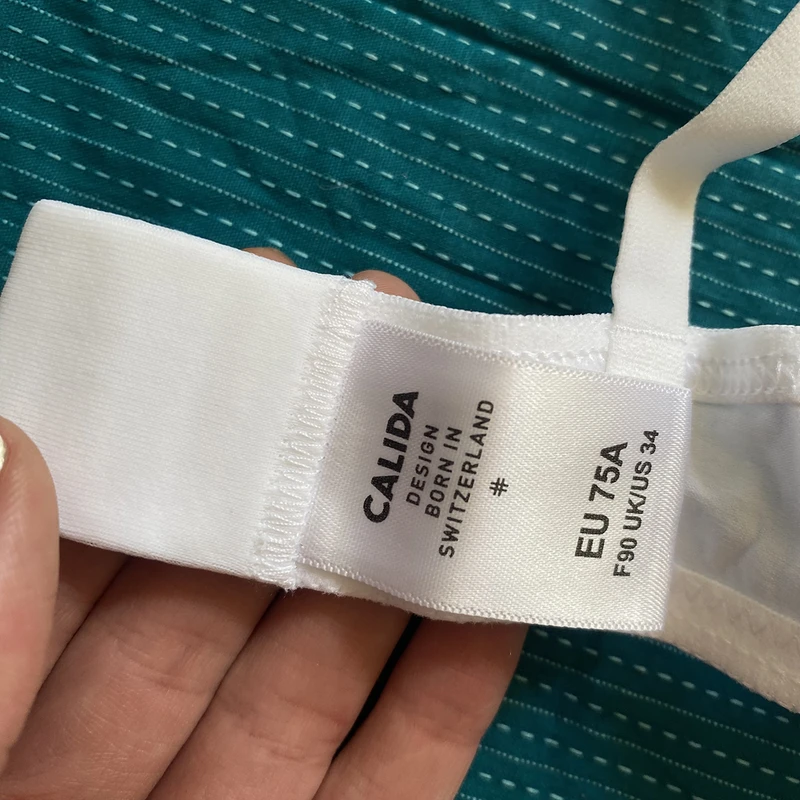 CALIDA
DESIGN
BORN IN
SWITZERLAND
#
EU 75A
F90 UK/US 34